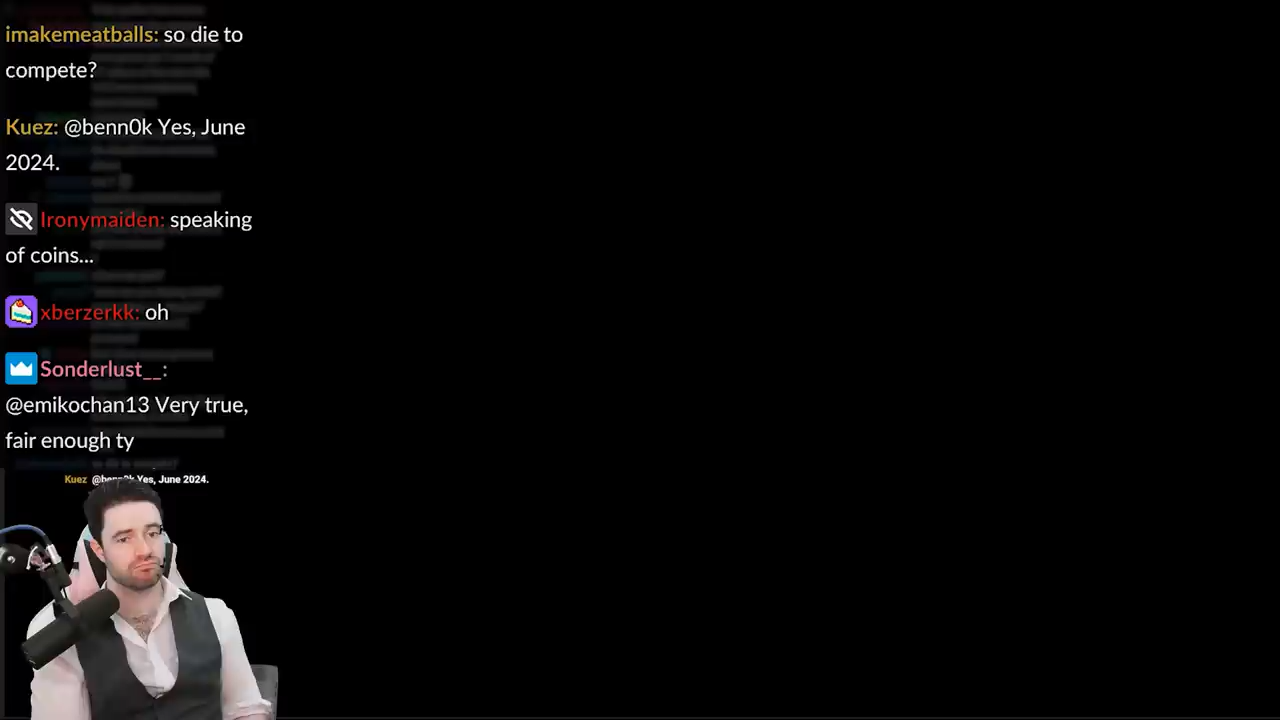 imakemeatballs: so die to
compete?
Kuez: @benn0k Yes, June
2024.
Ironymaiden: speaking
of coins...
xberzerkk: oh
Sonderlust__:
@emikochan13 Very true,
fair enough ty
Kuez @benn0k Yes, June 2024.